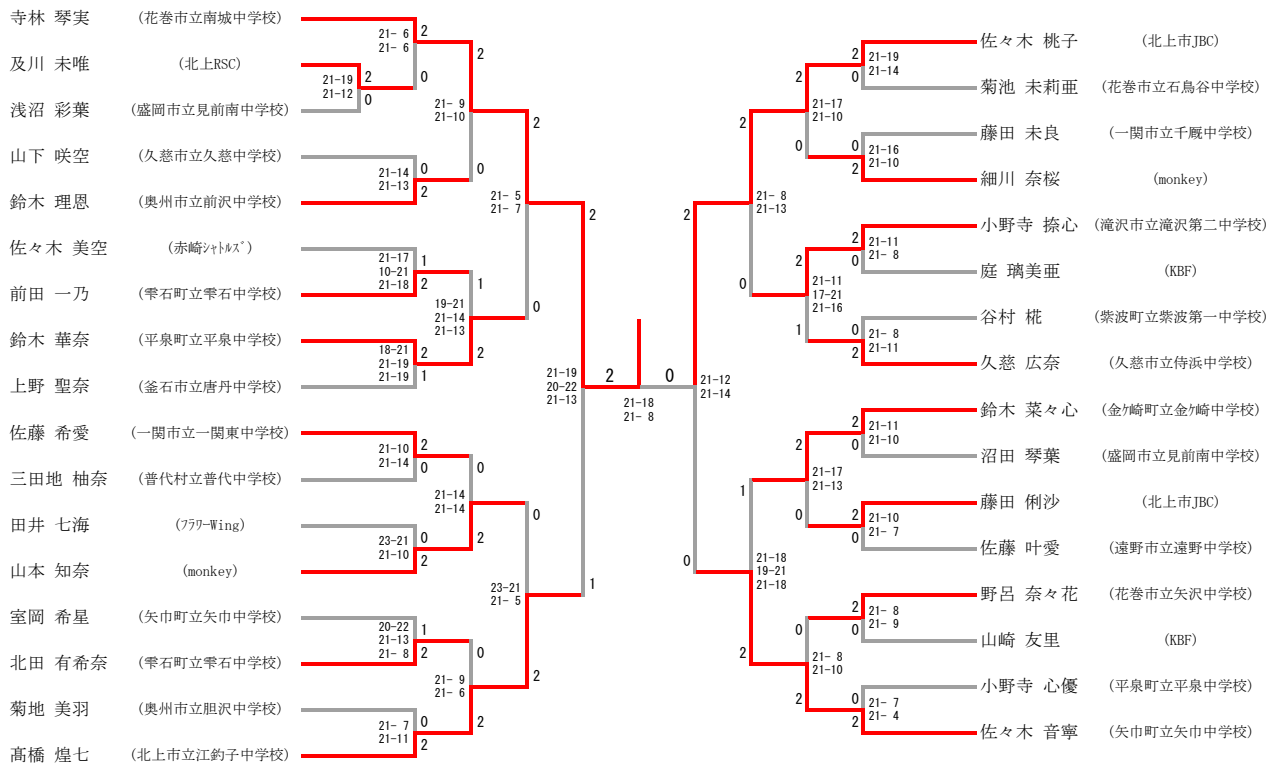 寺林 琴実 (花巻市立南城中学校)
21- 6 2
21- 6 0
及川 未唯 (北上RSC)
21-19 2
21-12 0
浅沼 彩葉 (盛岡市立見前南中学校)
21- 9 2
21-10 0
山下 咲空 (久慈市立久慈中学校)
21-14 0
21-13 2
鈴木 理恩 (奥州市立前沢中学校)
21- 5 2
21- 7 0
佐々木 美空 (赤崎ｼｬﾄﾙｽﾞ)
21-17 1
10-21
21-18 2
前田 一乃 (雫石町立雫石中学校)
19-21 1
21-14
21-13 2
鈴木 華奈 (平泉町立平泉中学校)
18-21 2
21-19
21-19 1
上野 聖奈 (釜石市立唐丹中学校)
21-19 2
20-22
21-13 1
佐藤 希愛 (一関市立一関東中学校)
21-10 2
21-14 0
三田地 柚奈 (普代村立普代中学校)
21-14 0
21-14 2
田井 七海 (ﾌﾗﾜｰWing)
23-21 0
21-10 2
山本 知奈 (monkey)
23-21 0
21- 5 2
室岡 希星 (矢巾町立矢巾中学校)
20-22 1
21-13
21- 8 2
北田 有希奈 (雫石町立雫石中学校)
21- 9 0
21- 6 2
菊地 美羽 (奥州市立胆沢中学校)
21- 7 0
21-11 2
髙橋 煌七 (北上市立江釣子中学校)
2 0
21-18
21- 8
佐々木 桃子 (北上市JBC)
2 21-19
0 21-14
菊池 未莉亜 (花巻市立石鳥谷中学校)
2 21-17
0 21-10
藤田 未良 (一関市立千厩中学校)
0 21-16
2 21-10
細川 奈桜 (monkey)
2 21- 8
0 21-13
小野寺 捺心 (滝沢市立滝沢第二中学校)
2 21-11
0 21- 8
庭 璃美亜 (KBF)
2 21-11
17-21
1 21-16
谷村 椛 (紫波町立紫波第一中学校)
0 21- 8
2 21-11
久慈 広奈 (久慈市立侍浜中学校)
2 21-12
0 21-14
鈴木 菜々心 (金ｹ崎町立金ｹ崎中学校)
2 21-11
0 21-10
沼田 琴葉 (盛岡市立見前南中学校)
2 21-17
0 21-13
藤田 俐沙 (北上市JBC)
2 21-10
0 21- 7
佐藤 叶愛 (遠野市立遠野中学校)
1 21-18
19-21
2 21-18
野呂 奈々花 (花巻市立矢沢中学校)
2 21- 8
0 21- 9
山崎 友里 (KBF)
0 21- 8
2 21-10
小野寺 心優 (平泉町立平泉中学校)
0 21- 7
2 21- 4
佐々木 音寧 (矢巾町立矢巾中学校)